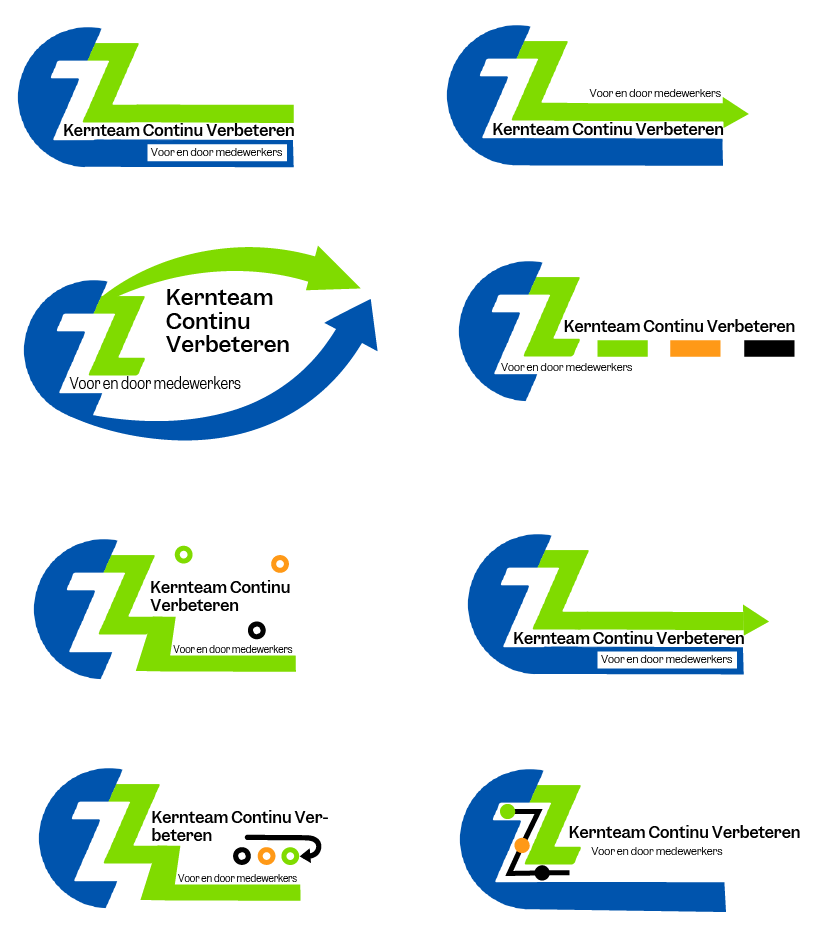 Kernteam Continu Verbeteren
Voor en door medewerkers
Voor en door medewerkers
Kernteam Continu Verbeteren
Kernteam
Continu
Verbeteren
Voor en door medewerkers
Kernteam Continu Verbeteren
Voor en door medewerkers
Kernteam Continu
Verbeteren
Voor en door medewerkers
Kernteam Continu Verbeteren
Voor en door medewerkers
Kernteam Continu Ver-
beteren
Voor en door medewerkers
Kernteam Continu Verbeteren
Voor en door medewerkers